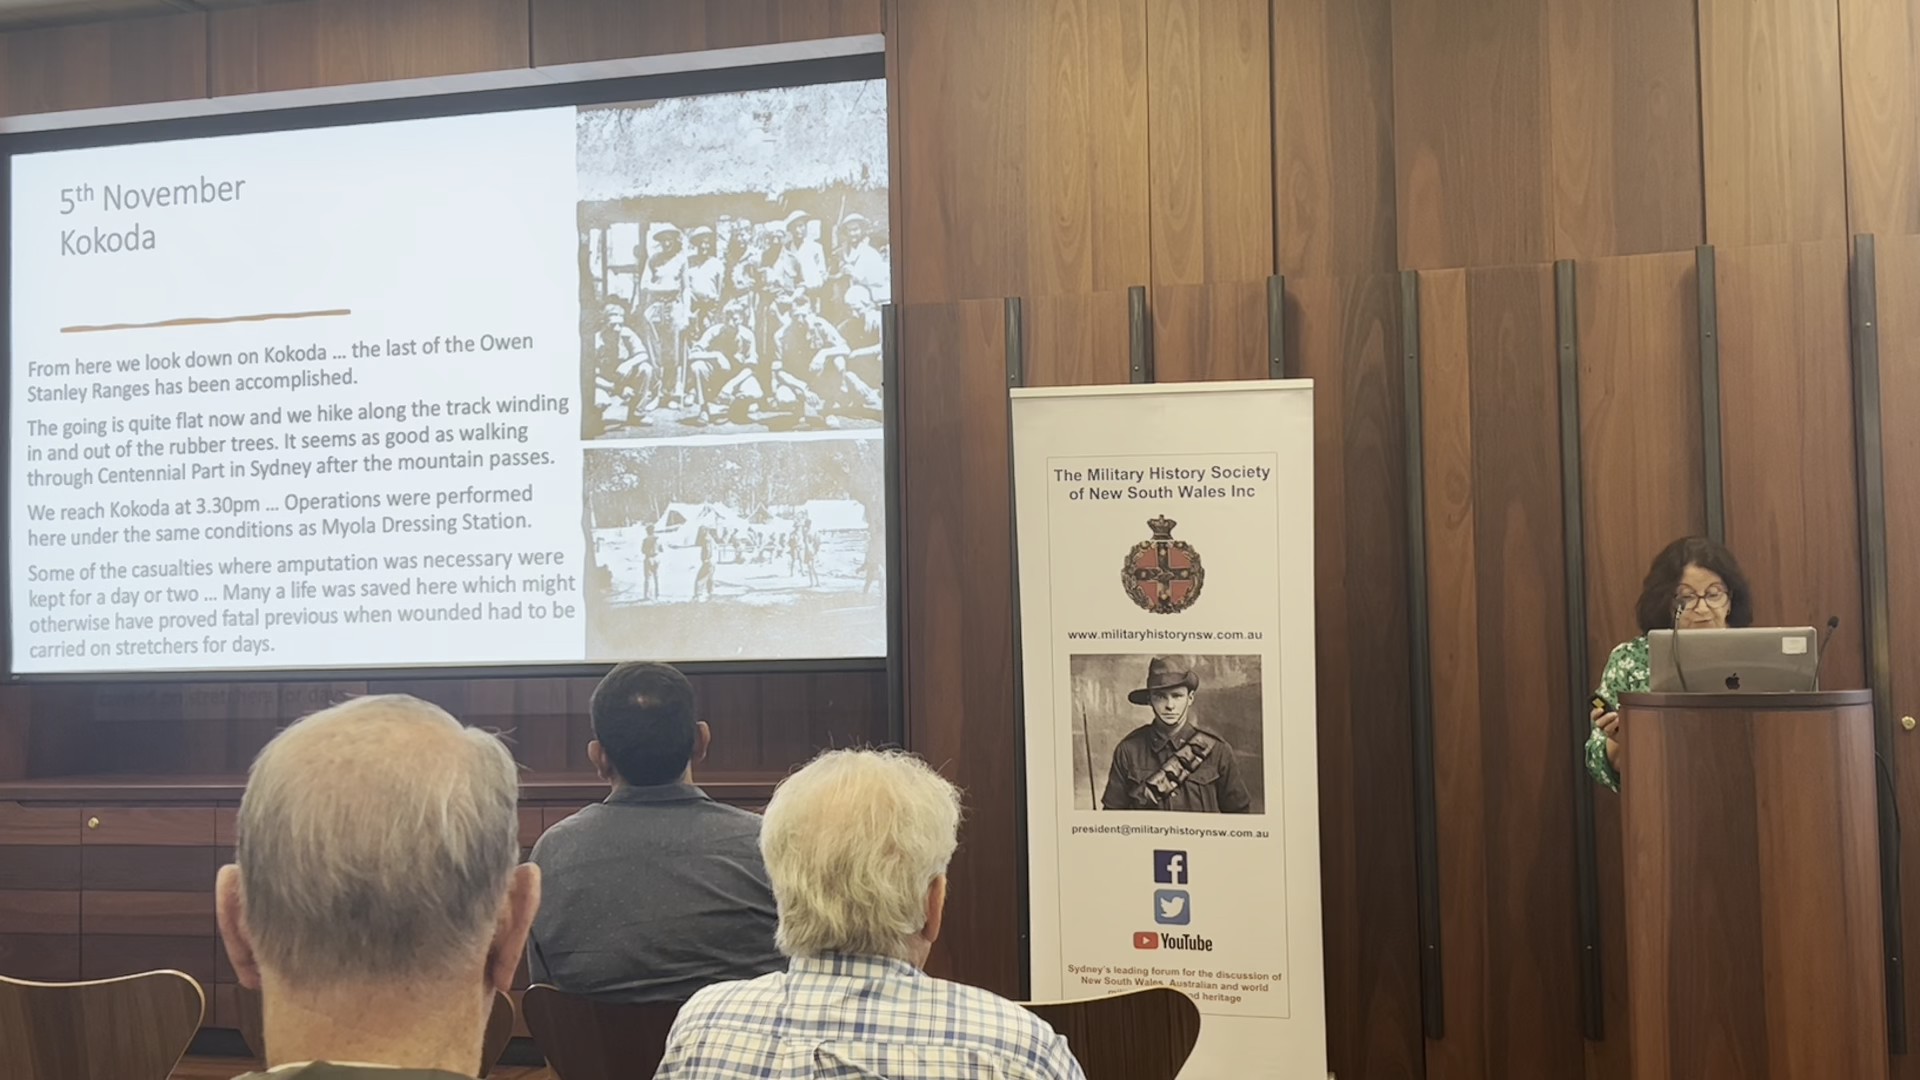 5th November
Kokoda
From here we look down on Kokoda ... the last of the Owen
Stanley Ranges has been accomplished.
The going is quite flat now and we hike along the track winding
in and out of the rubber trees. It seems as good as walking
through Centennial Part in Sydney after the mountain passes.
We reach Kokoda at 3.30pm ... Operations were performed
here under the same conditions as Myola Dressing Station.
Some of the casualties where amputation was necessary were
kept for a day or two ... Many a life was saved here which might
otherwise have proved fatal previous when wounded had to be
carried on stretchers for days.
The Military History Society
of New South Wales Inc
www.militaryhistorynsw.com.au
president@militaryhistorynsw.com.au
YouTube
Sydney's leading forum for the discussion of
New South Wales, Australian and world
heritage